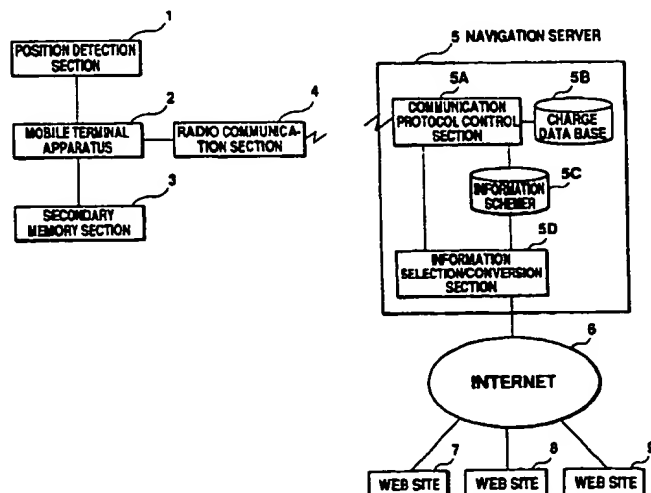 1
POSITION DETECTION
SECTION
2
MOBILE TERMINAL
APPARATUS
4
RADIO COMMUNICA-
TION SECTION
3
SECONDARY
MEMORY SECTION
5 NAVIGATION SERVER
5A
COMMUNICATION
PROTOCOL CONTROL
SECTION
5B
CHARGE
DATA BASE
5C
INFORMATION
SCHEMER
5D
INFORMATION
SELECTION/CONVERSION
SECTION
6
INTERNET
7
WEB SITE
8
WEB SITE
9
WEB SITE